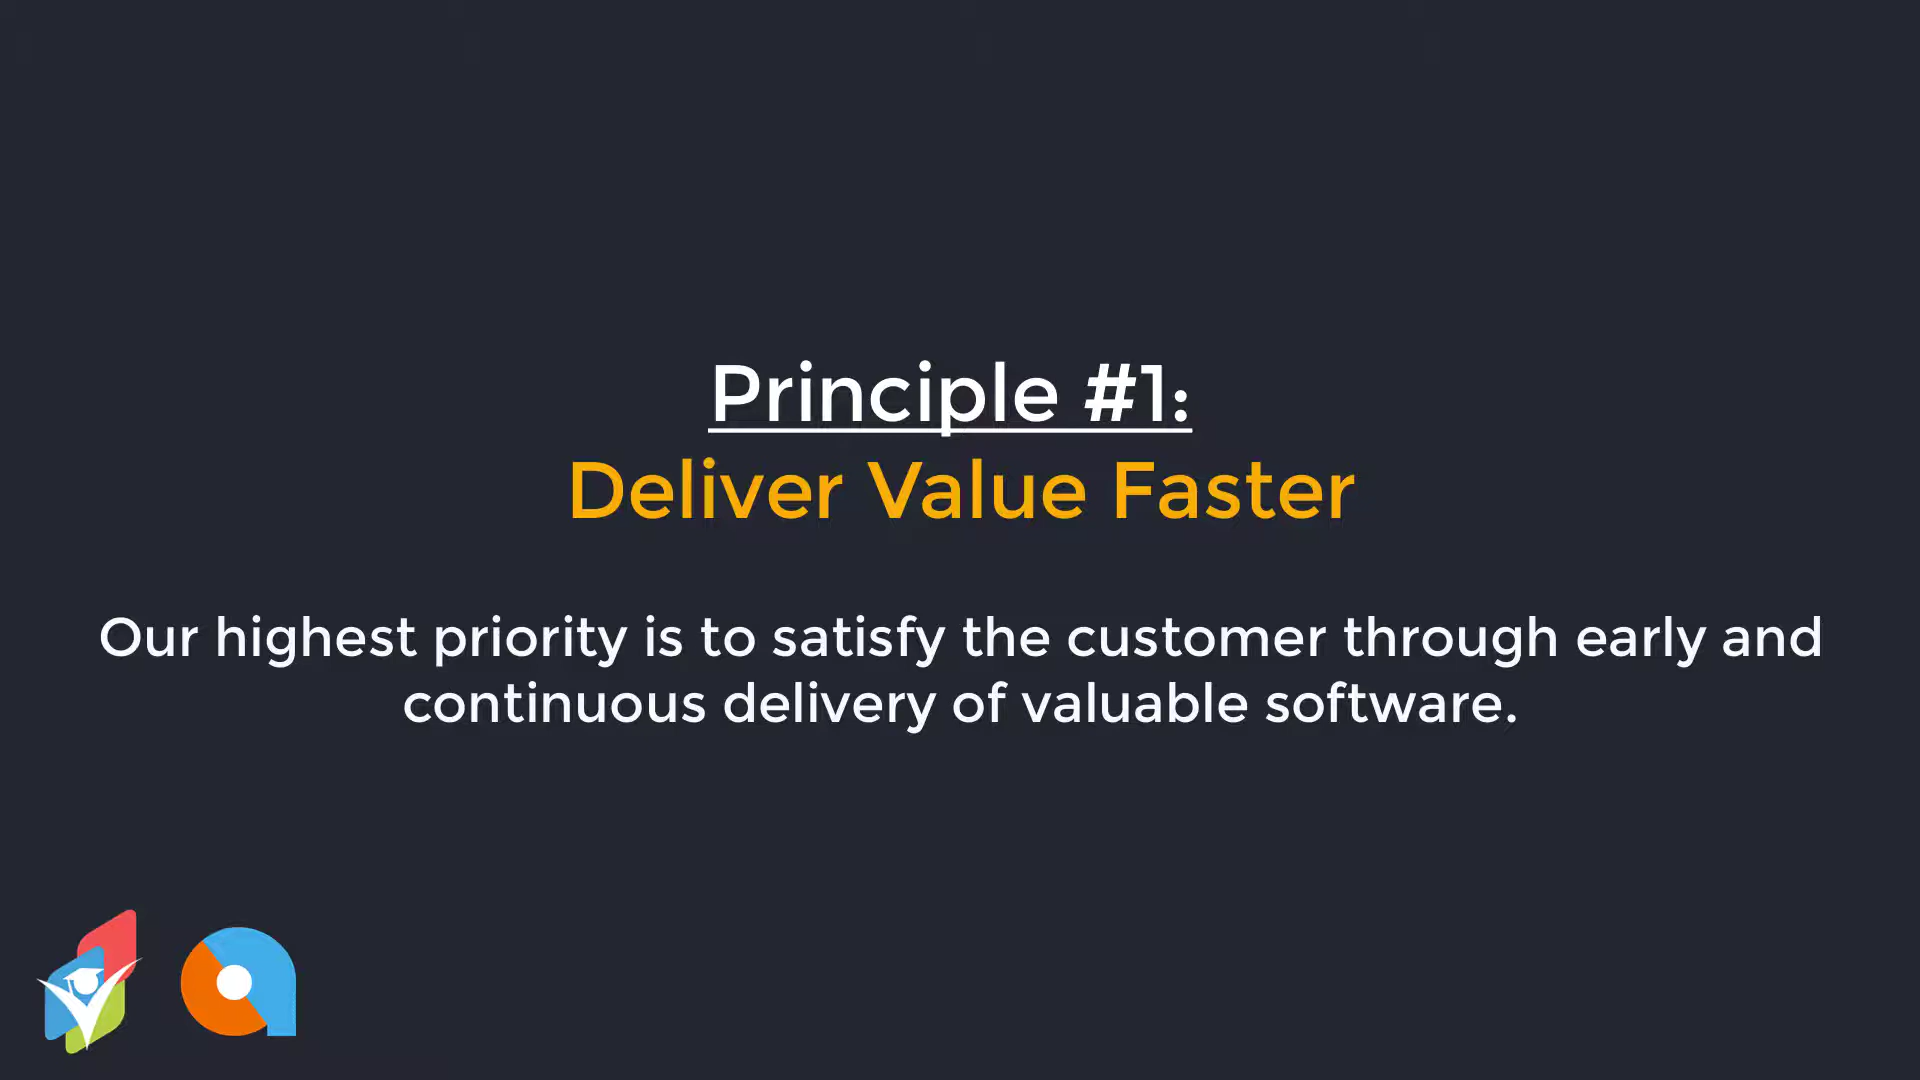 Principle #1:
Deliver Value Faster
Our highest priority is to satisfy the customer through early and
continuous delivery of valuable software.